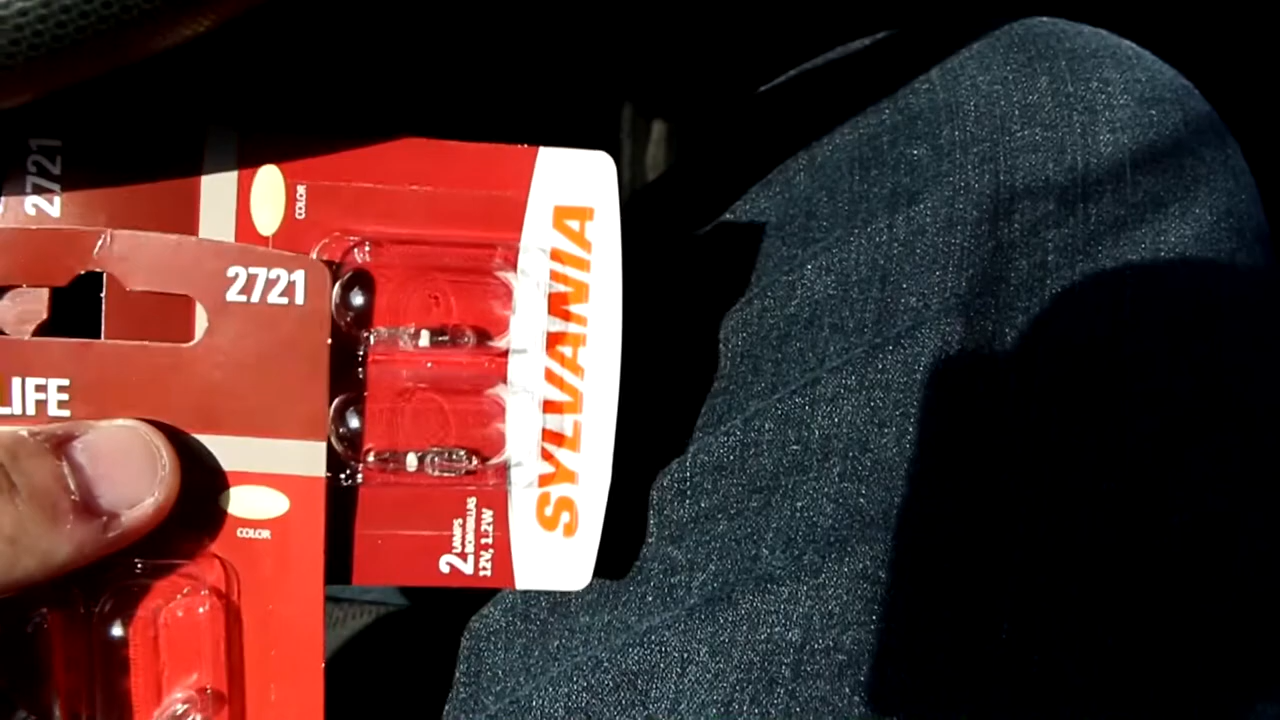 2721
2721
LIFE
COLOR
COLOR
SYLVANIA
2 LAMPS
BOMBILLAS
12V, 1.2W